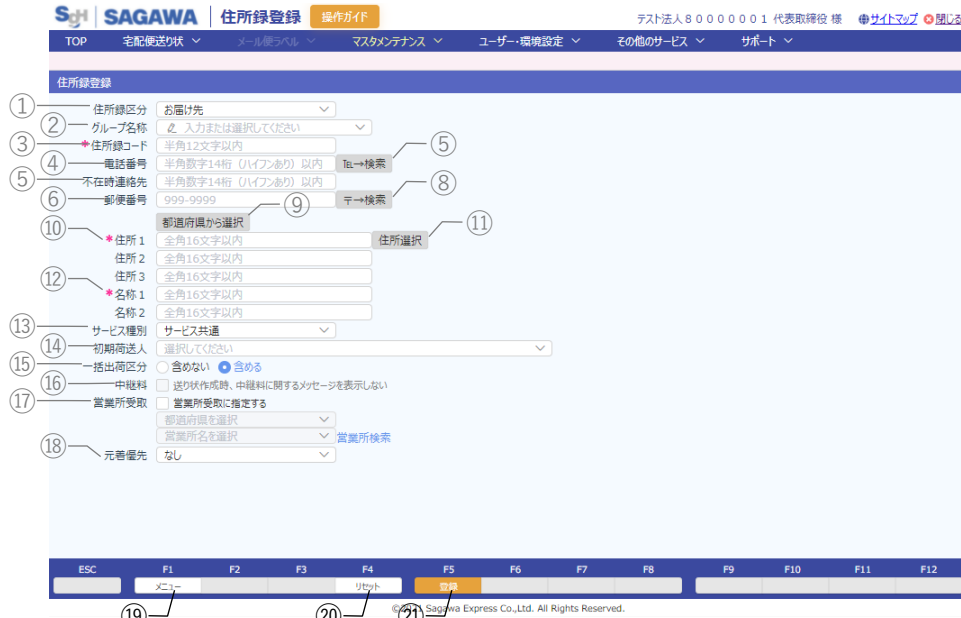 SGH SAGAWA 住所録登録 操作ガイド テスト法人８０００００００１ 代表取締役 様 サイトマップ 閉じる
TOP 宅配便送り状 メール便ラベル マスタメンテナンス ユーザー・環境設定 その他のサービス サポート
住所録登録
① 住所録区分 お届け先
② グループ名称 入力または選択してください
③ *住所録コード 半角12文字以内
④ 電話番号 半角数字14桁（ハイフンあり）以内 ℡→検索 ⑤
⑤ 不在時連絡先 半角数字14桁（ハイフンあり）以内
⑥ 郵便番号 999-9999 〒→検索 ⑧
都道府県から選択 ⑨
⑩ *住所１ 全角16文字以内 住所選択 ⑪
住所２ 全角16文字以内
住所３ 全角16文字以内
⑫ *名称１ 全角16文字以内
名称２ 全角16文字以内
⑬ サービス種別 サービス共通
⑭ 初期荷送人 選択してください
⑮ 一括出荷区分 含めない 含める
⑯ 中継料 送り状作成時、中継料に関するメッセージを表示しない
⑰ 営業所受取 営業所受取に指定する
都道府県を選択
営業所名を選択 営業所検索
⑱ 元着優先 なし
ESC F1 F2 F3 F4 F5 F6 F7 F8 F9 F10 F11 F12
メニュー リセット 登録
⑲ ⑳ ㉑
Sagawa Express Co.,Ltd. All Rights Reserved.